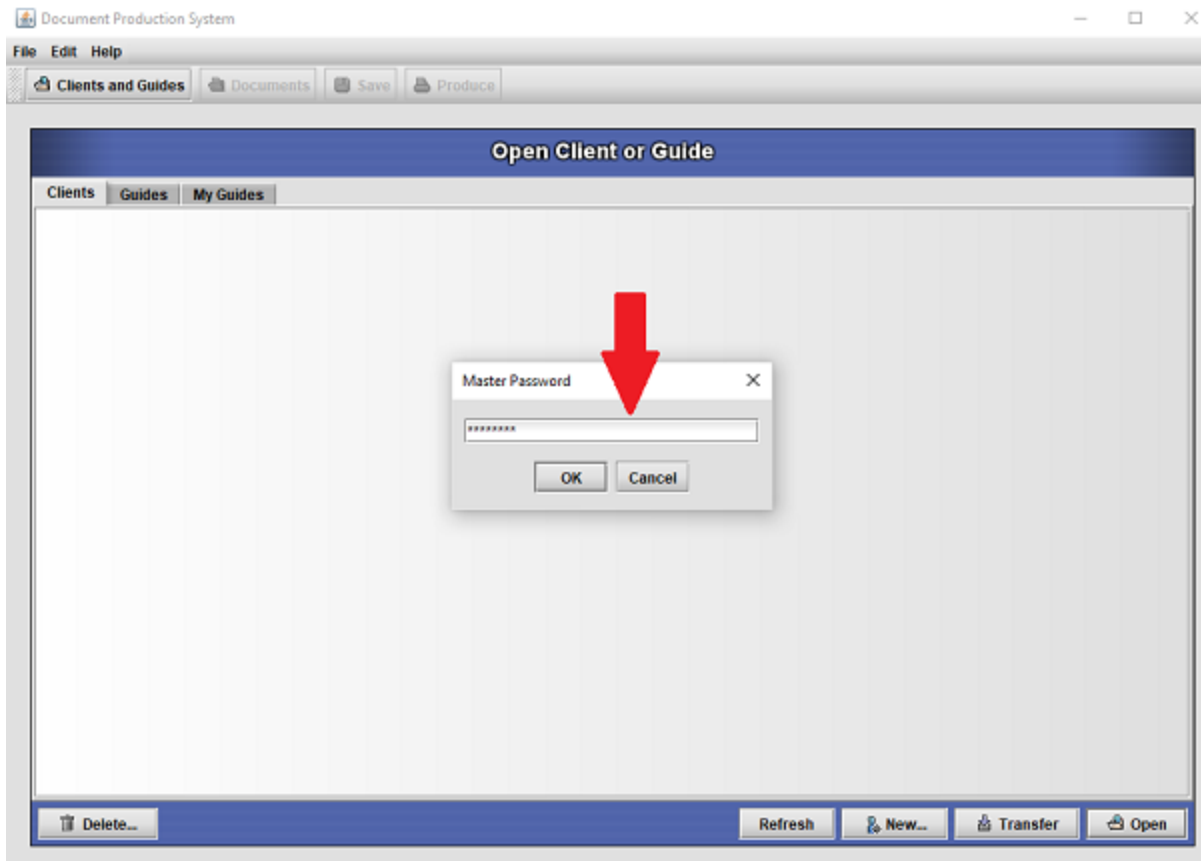 Document Production System
File Edit Help
Clients and Guides Documents Save Produce
Open Client or Guide
Clients Guides My Guides
Master Password
********
OK Cancel
Delete... Refresh New... Transfer Open